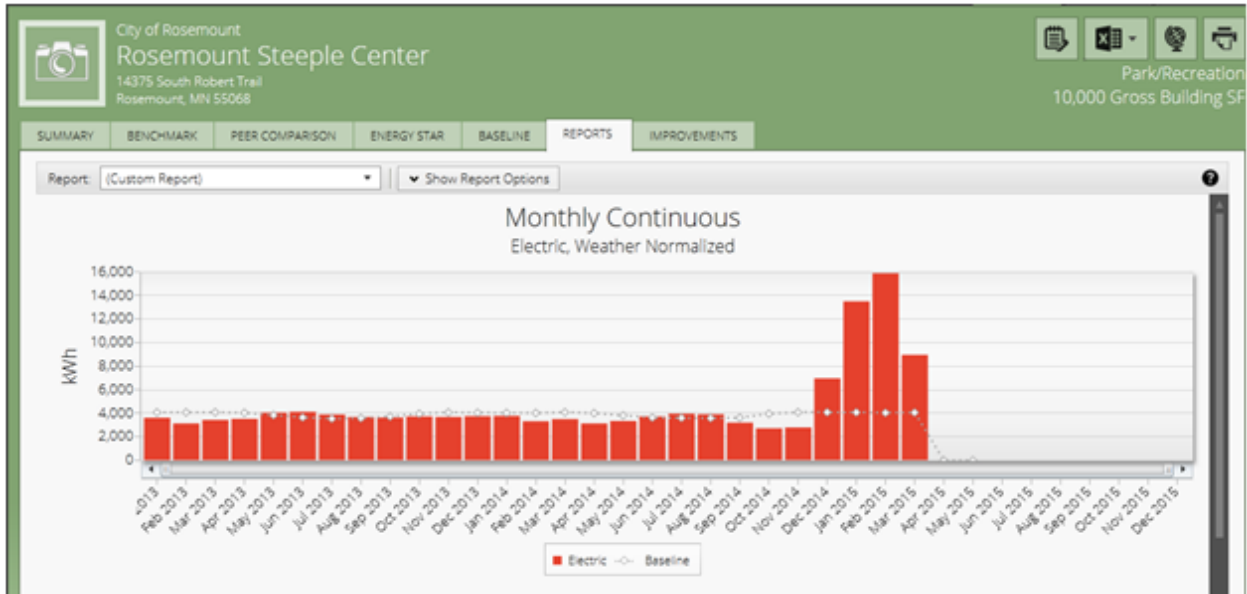 City of Rosemount
Rosemount Steeple Center
14375 South Robert Trail
Rosemount, MN 55068
Park/Recreation
10,000 Gross Building SF
SUMMARY BENCHMARK PEER COMPARISON ENERGY STAR BASELINE REPORTS IMPROVEMENTS
Report: (Custom Report) Show Report Options
Monthly Continuous
Electric, Weather Normalized
16,000
14,000
12,000
10,000
8,000
6,000
4,000
2,000
0
kWh
2013 Feb 2013 Mar 2013 Apr 2013 May 2013 Jun 2013 Jul 2013 Aug 2013 Sep 2013 Oct 2013 Nov 2013 Dec 2013 Jan 2014 Feb 2014 Mar 2014 Apr 2014 May 2014 Jun 2014 Jul 2014 Aug 2014 Sep 2014 Oct 2014 Nov 2014 Dec 2014 Jan 2015 Feb 2015 Mar 2015 Apr 2015 May 2015 Jun 2015 Jul 2015 Aug 2015 Sep 2015 Oct 2015 Nov 2015 Dec 2015
Electric Baseline